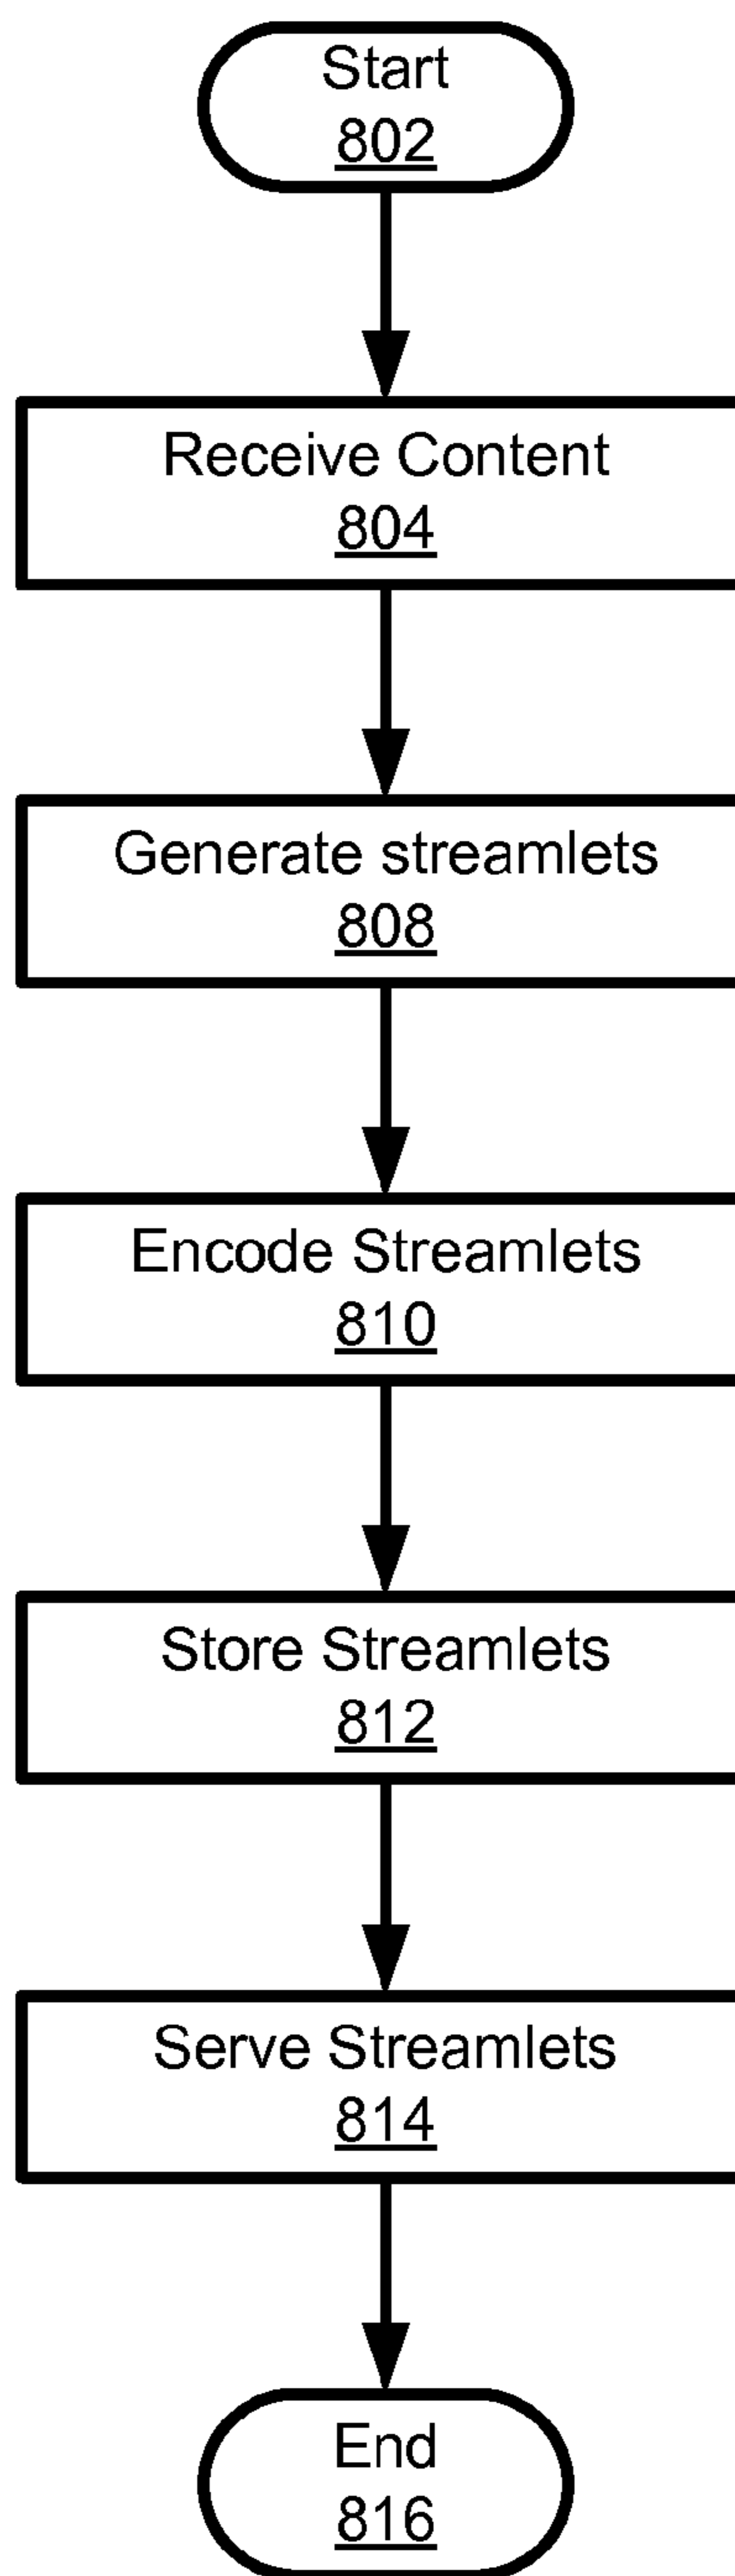 Start
802
Receive Content
804
Generate streamlets
808
Encode Streamlets
810
Store Streamlets
812
Serve Streamlets
814
End
816